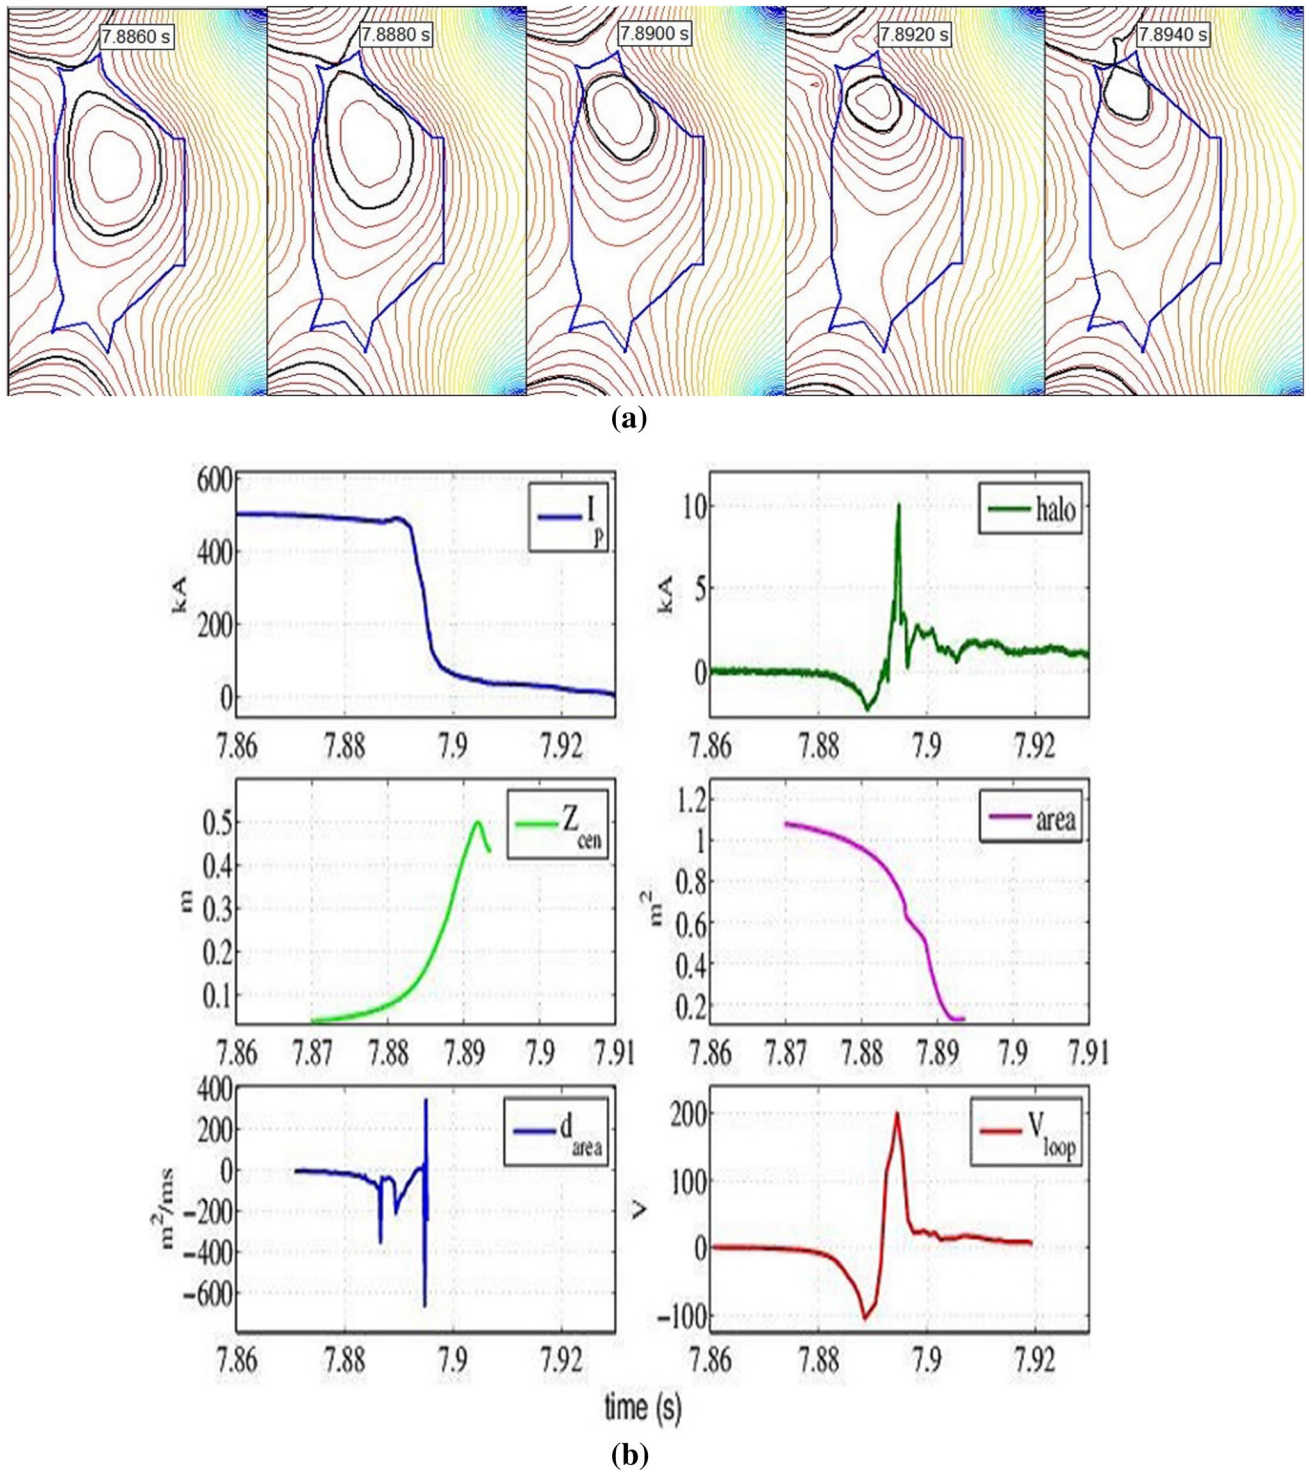 7.8860 s 7.8880 s 7.8900 s 7.8920 s 7.8940 s
(a)
600
400
200
0
kA
I
p
7.86 7.88 7.9 7.92
10
5
0
kA
halo
7.86 7.88 7.9 7.92
0.5
0.4
0.3
0.2
0.1
m
Z
cen
7.86 7.87 7.88 7.89 7.9 7.91
1.2
1
0.8
0.6
0.4
0.2
m²
area
7.86 7.87 7.88 7.89 7.9 7.91
400
200
0
−200
−400
−600
m²/ms
d
area
7.86 7.88 7.9 7.92
200
100
0
−100
V
V
loop
7.86 7.88 7.9 7.92
time (s)
(b)